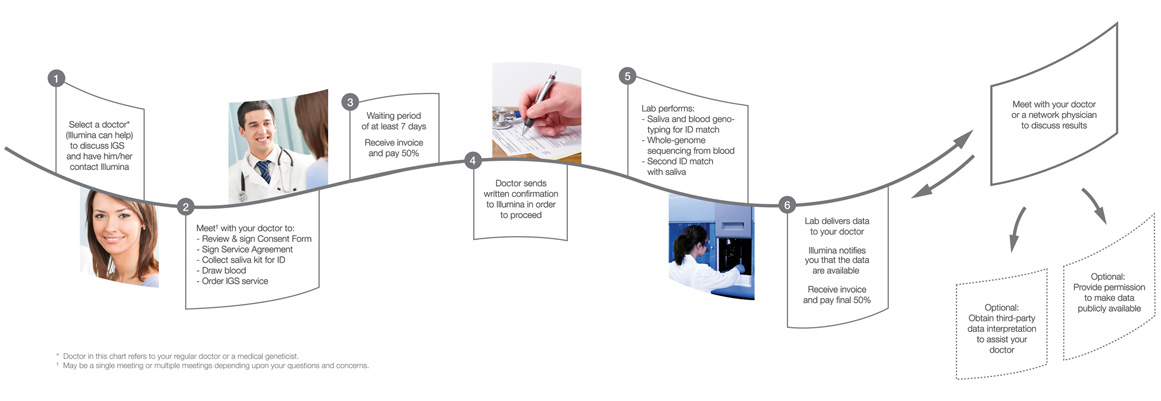 1
Select a doctor*
(Illumina can help)
to discuss IGS
and have him/her
contact Illumina
2
Meet† with your doctor to:
- Review & sign Consent Form
- Sign Service Agreement
- Collect saliva kit for ID
- Draw blood
- Order IGS service
3
Waiting period
of at least 7 days
Receive invoice
and pay 50%
4
Doctor sends
written confirmation
to Illumina in order
to proceed
5
Lab performs:
- Saliva and blood geno-
typing for ID match
- Whole-genome
sequencing from blood
- Second ID match
with saliva
6
Lab delivers data
to your doctor
Illumina notifies
you that the data
are available
Receive invoice
and pay final 50%
Meet with your doctor
or a network physician
to discuss results
Optional:
Obtain third-party
data interpretation
to assist your
doctor
Optional:
Provide permission
to make data
publicly available
* Doctor in this chart refers to your regular doctor or a medical geneticist.
† May be a single meeting or multiple meetings depending upon your questions and concerns.